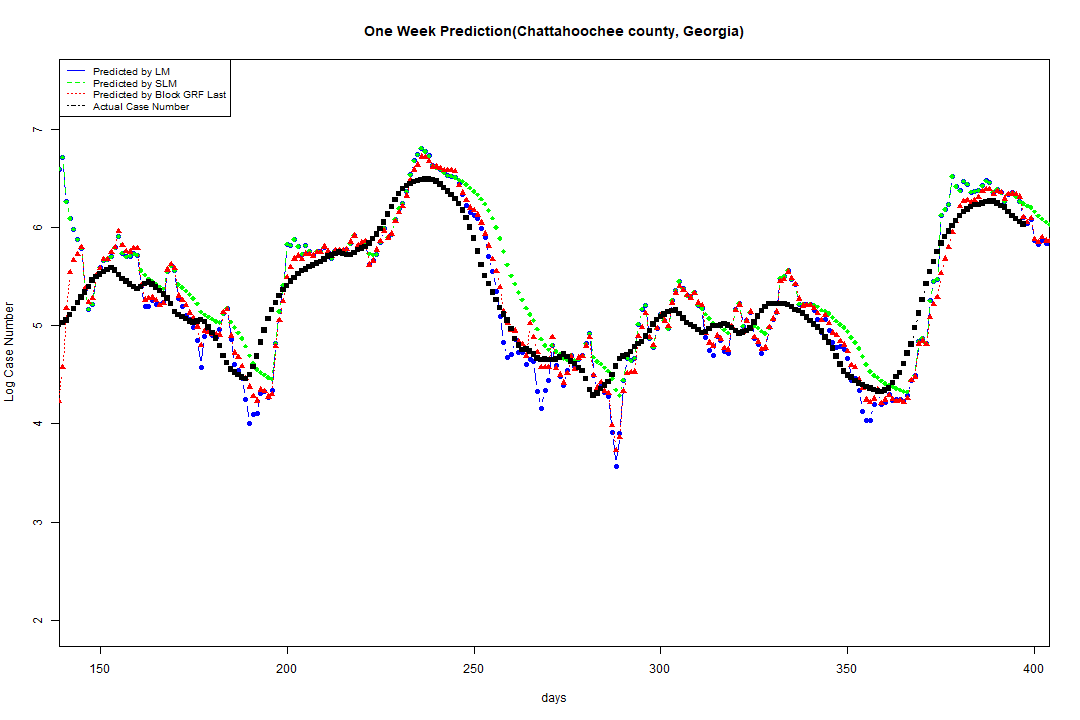 One Week Prediction(Chattahoochee county, Georgia)
Predicted by LM
Predicted by SLM
Predicted by Block GRF Last
Actual Case Number
7
6
5
4
3
2
Log Case Number
150 200 250 300 350 400
days